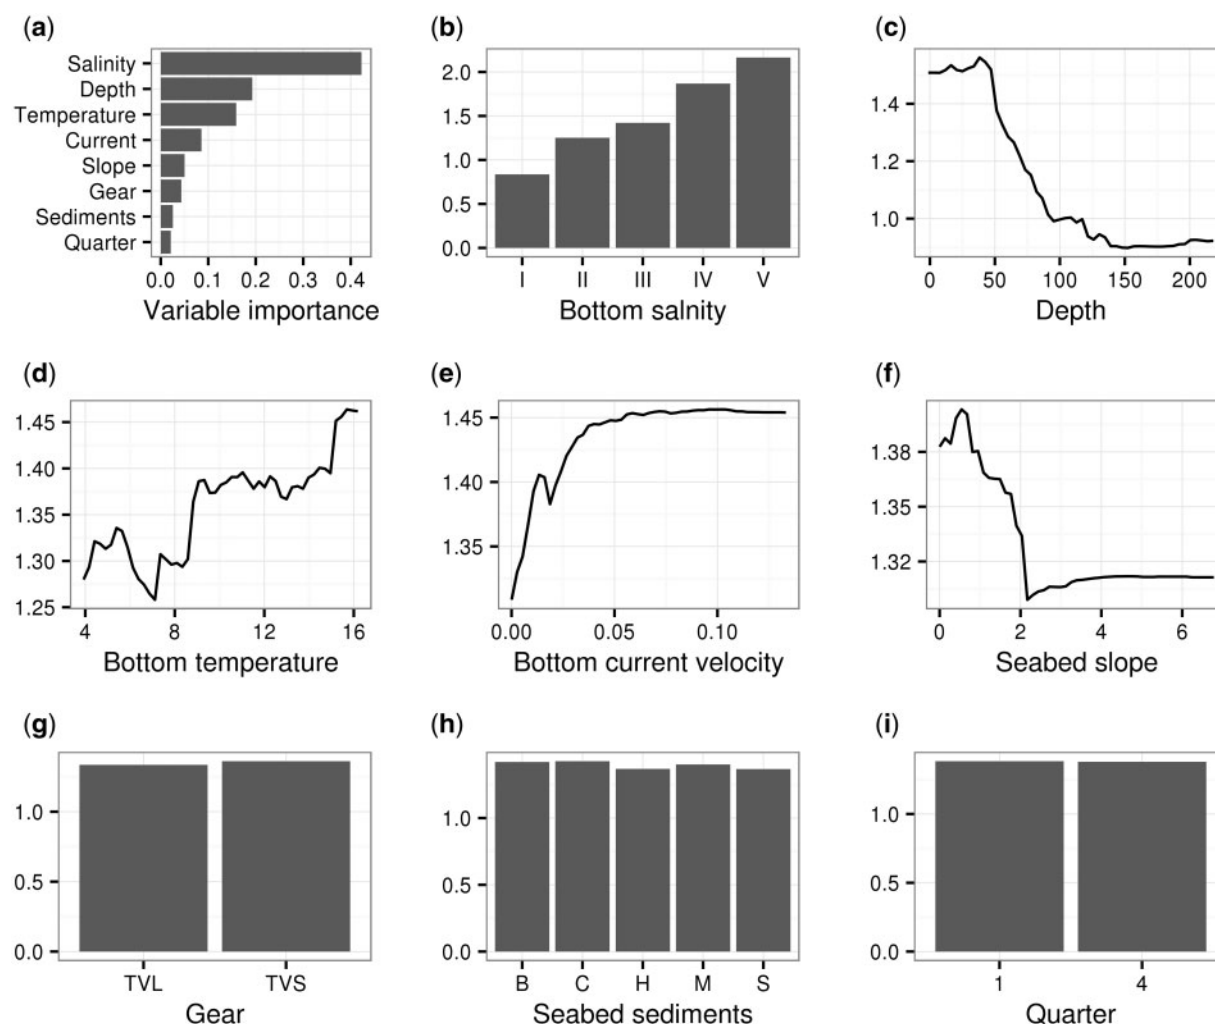 (a)
Salinity
Depth
Temperature
Current
Slope
Gear
Sediments
Quarter
0.0 0.1 0.2 0.3 0.4
Variable importance
(b)
2.0
1.5
1.0
0.5
0.0
I II III IV V
Bottom salnity
(c)
1.4
1.2
1.0
0 50 100 150 200
Depth
(d)
1.45
1.40
1.35
1.30
1.25
4 8 12 16
Bottom temperature
(e)
1.45
1.40
1.35
0.00 0.05 0.10
Bottom current velocity
(f)
1.38
1.35
1.32
0 2 4 6
Seabed slope
(g)
1.0
0.5
0.0
TVL TVS
Gear
(h)
1.0
0.5
0.0
B C H M S
Seabed sediments
(i)
1.0
0.5
0.0
1 4
Quarter